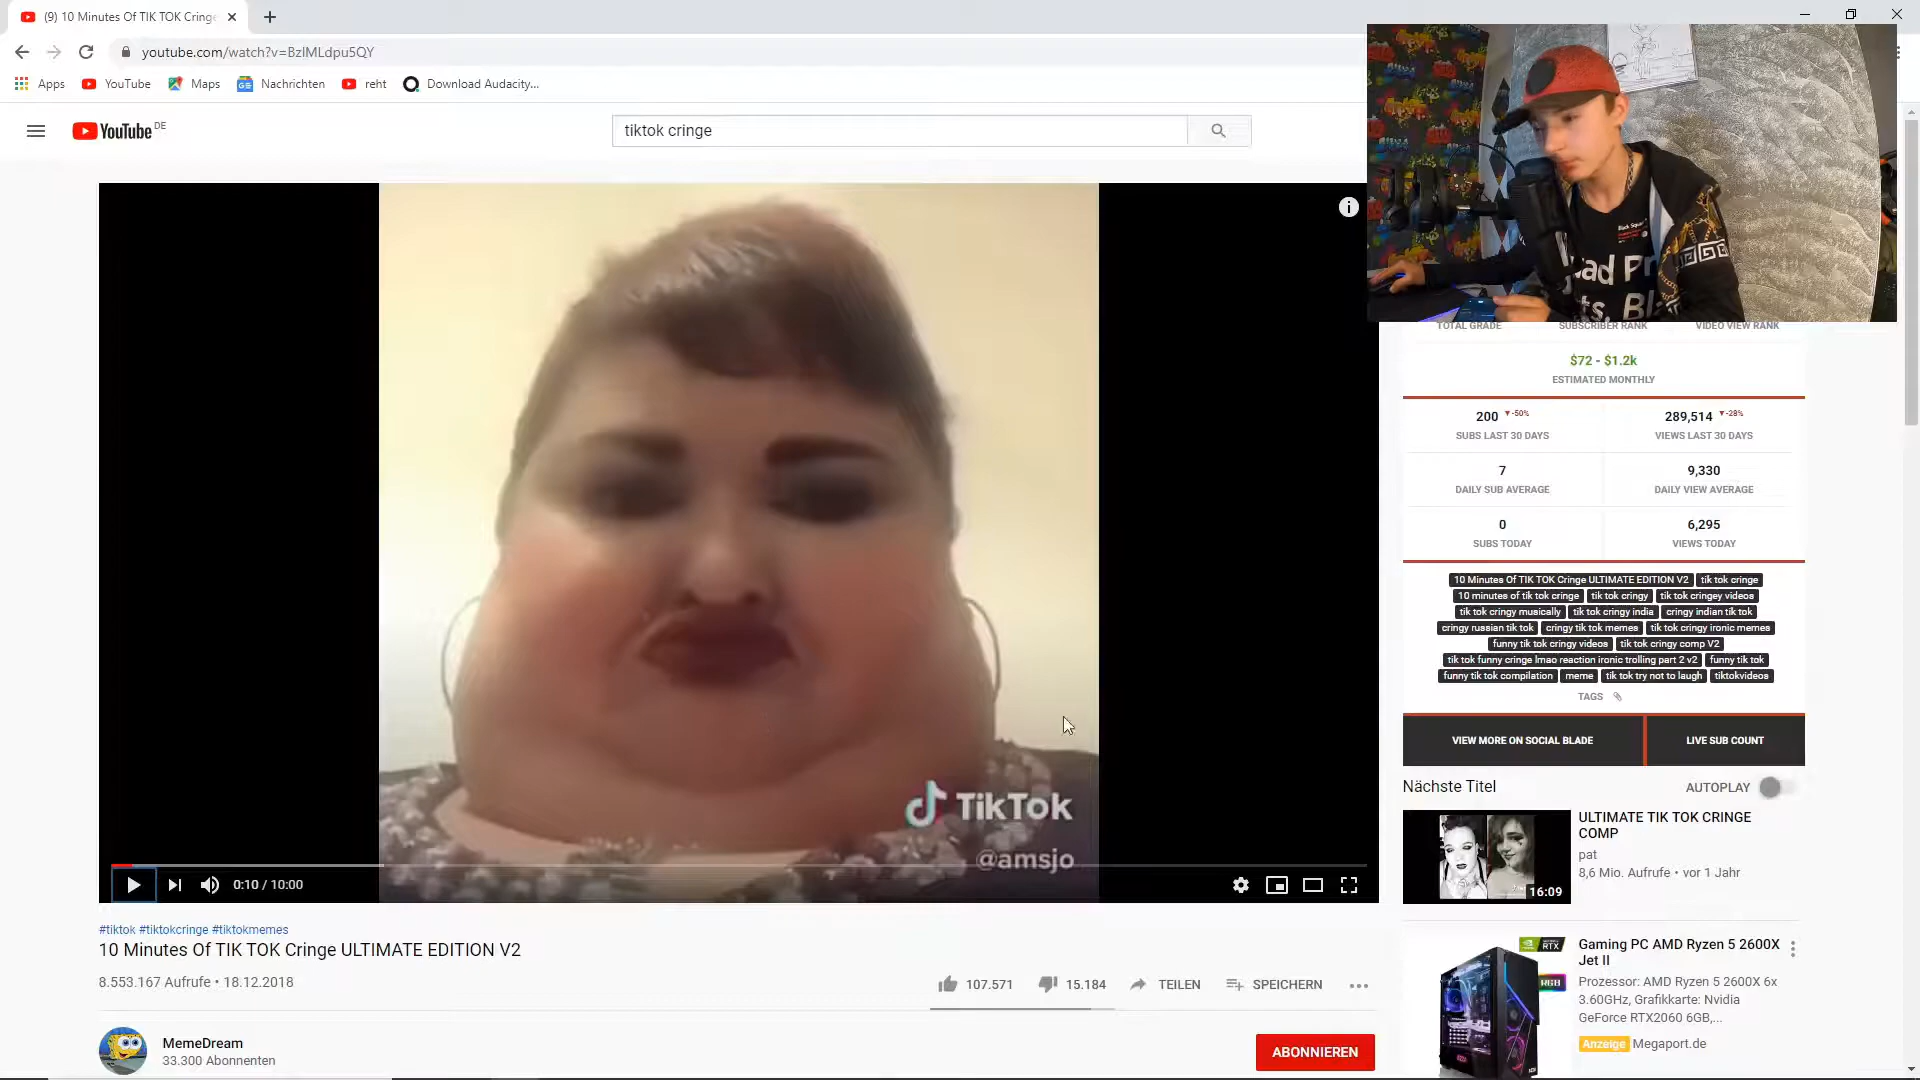 (9) 10 Minutes Of TIK TOK Cringe
youtube.com/watch?v=BzIMLdpu5QY
Apps YouTube Maps Nachrichten reht Download Audacity...
YouTube DE
tiktok cringe
Black Squar
ad Pr
ts, Bl
TOTAL GRADE SUBSCRIBER RANK VIDEO VIEW RANK
$72 - $1.2k
ESTIMATED MONTHLY
200 ▼-50% 289,514 ▼-28%
SUBS LAST 30 DAYS VIEWS LAST 30 DAYS
7 9,330
DAILY SUB AVERAGE DAILY VIEW AVERAGE
0 6,295
SUBS TODAY VIEWS TODAY
10 Minutes Of TIK TOK Cringe ULTIMATE EDITION V2 tik tok cringe
10 minutes of tik tok cringe tik tok cringy tik tok cringey videos
tik tok cringy musically tik tok cringy india cringy indian tik tok
cringy russian tik tok cringy tik tok memes tik tok cringy ironic memes
funny tik tok cringy videos tik tok cringy comp V2
tik tok funny cringe lmao reaction ironic trolling part 2 v2 funny tik tok
funny tik tok compilation meme tik tok try not to laugh tiktokvideos
TAGS
VIEW MORE ON SOCIAL BLADE LIVE SUB COUNT
Nächste Titel AUTOPLAY
ULTIMATE TIK TOK CRINGE
COMP
pat
8,6 Mio. Aufrufe • vor 1 Jahr
16:09
Gaming PC AMD Ryzen 5 2600X
Jet II
Prozessor: AMD Ryzen 5 2600X 6x
3.60GHz, Grafikkarte: Nvidia
GeForce RTX2060 6GB,...
Anzeige Megaport.de
RTX
RGB
TikTok
@amsjo
0:10 / 10:00
#tiktok #tiktokcringe #tiktokmemes
10 Minutes Of TIK TOK Cringe ULTIMATE EDITION V2
8.553.167 Aufrufe • 18.12.2018
107.571 15.184 TEILEN SPEICHERN
MemeDream
33.300 Abonnenten
ABONNIEREN